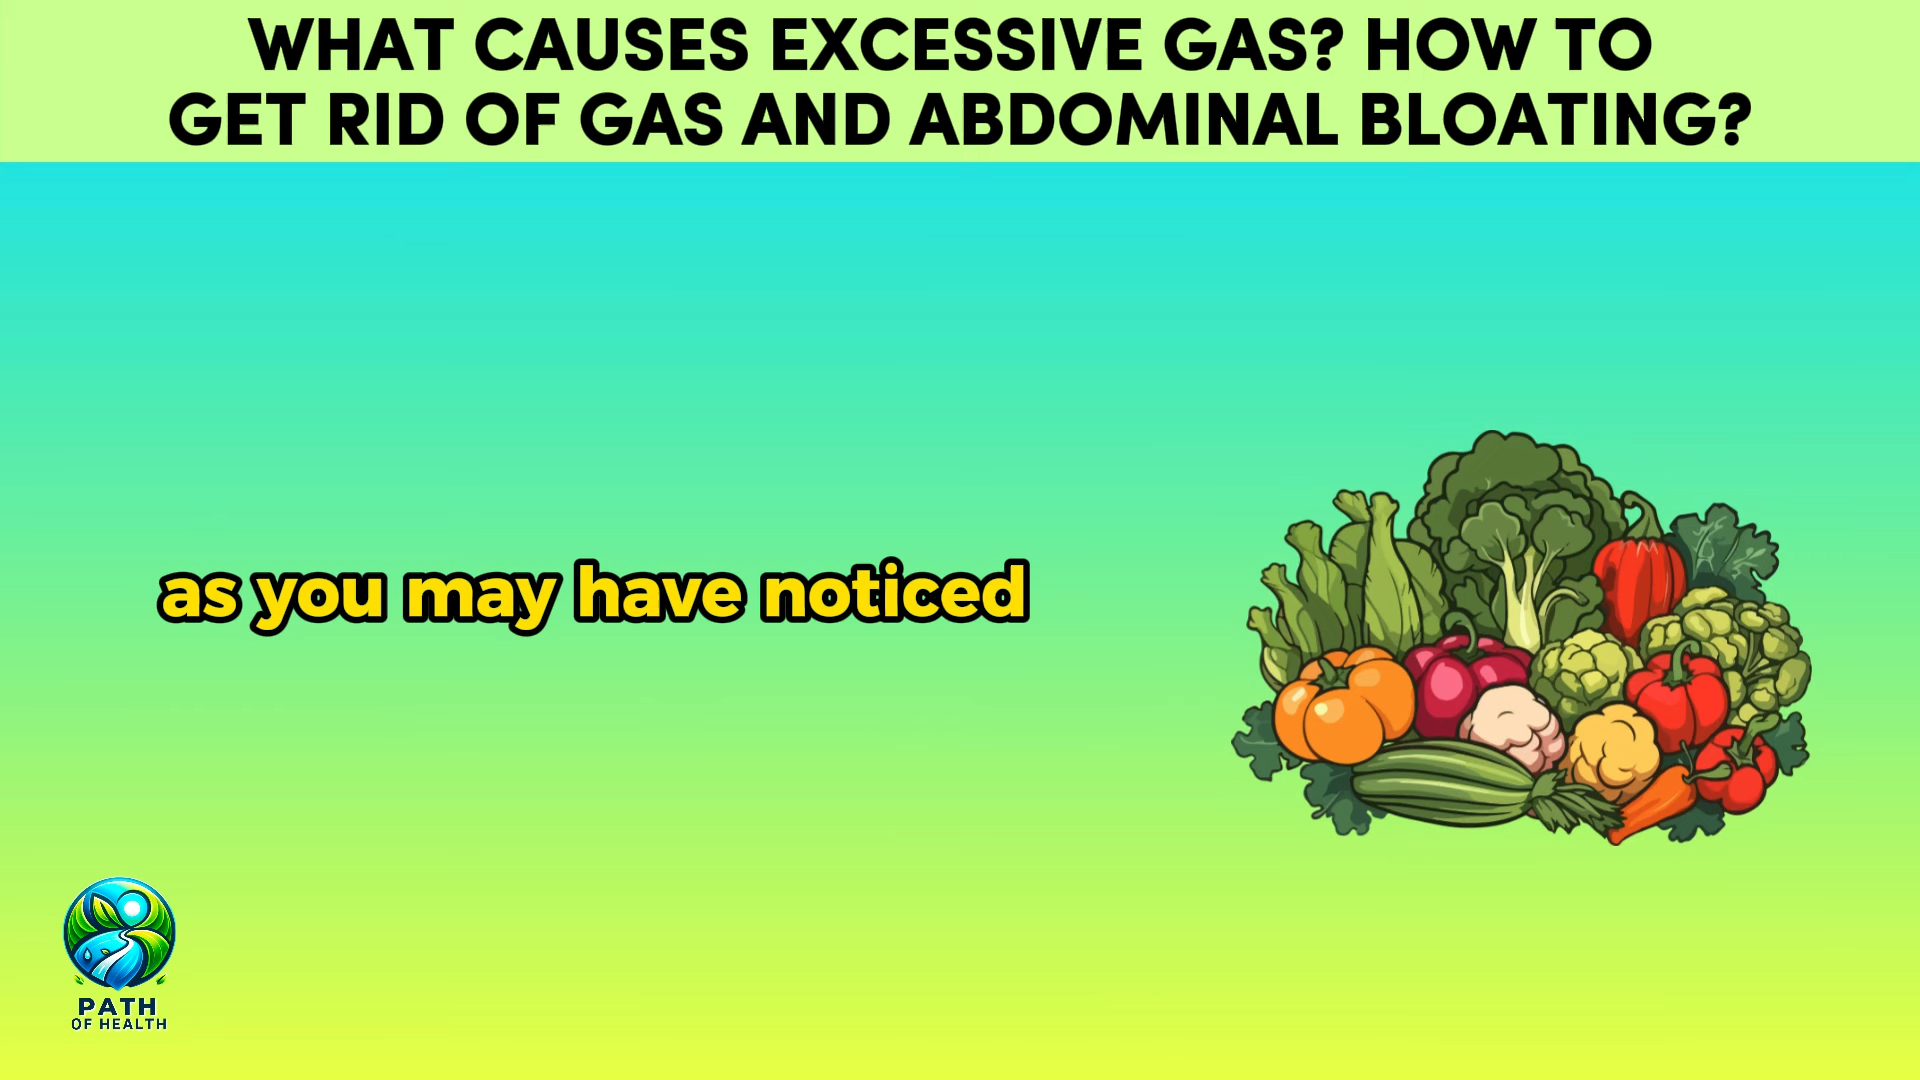 WHAT CAUSES EXCESSIVE GAS? HOW TO
GET RID OF GAS AND ABDOMINAL BLOATING?
as you may have noticed
PATH
OF HEALTH